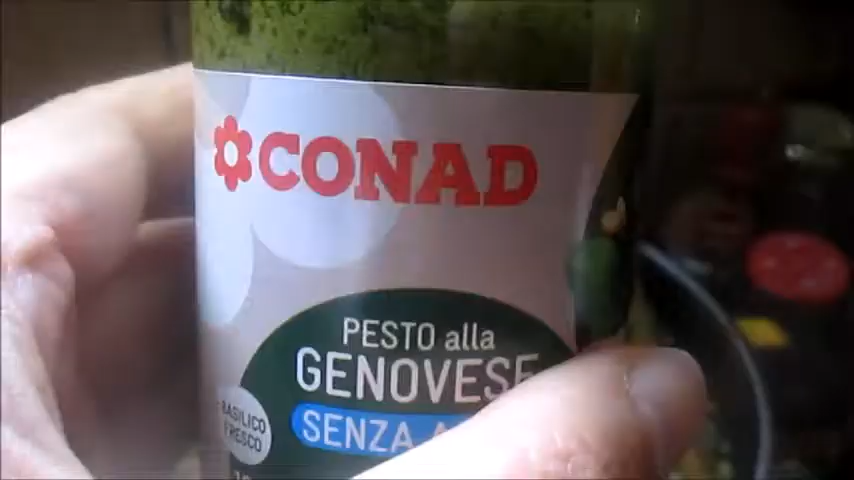 CONAD
PESTO alla
GENOVESE
SENZA
BASILICO
FRESCO